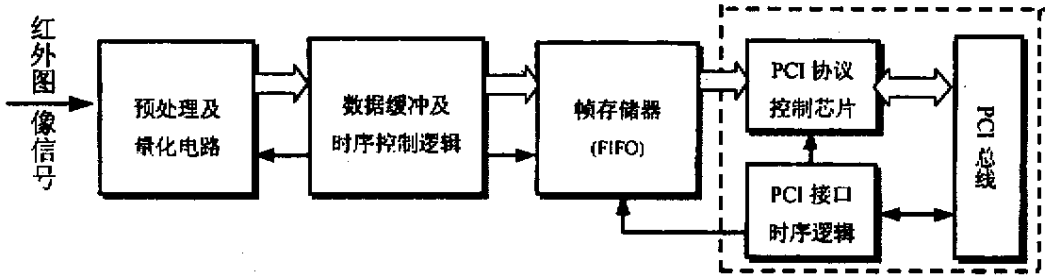 红外图像信号
预处理及
量化电路
数据缓冲及
时序控制逻辑
帧存储器
(FIFO)
PCI 协议
控制芯片
PCI 接口
时序逻辑
PCI 总线